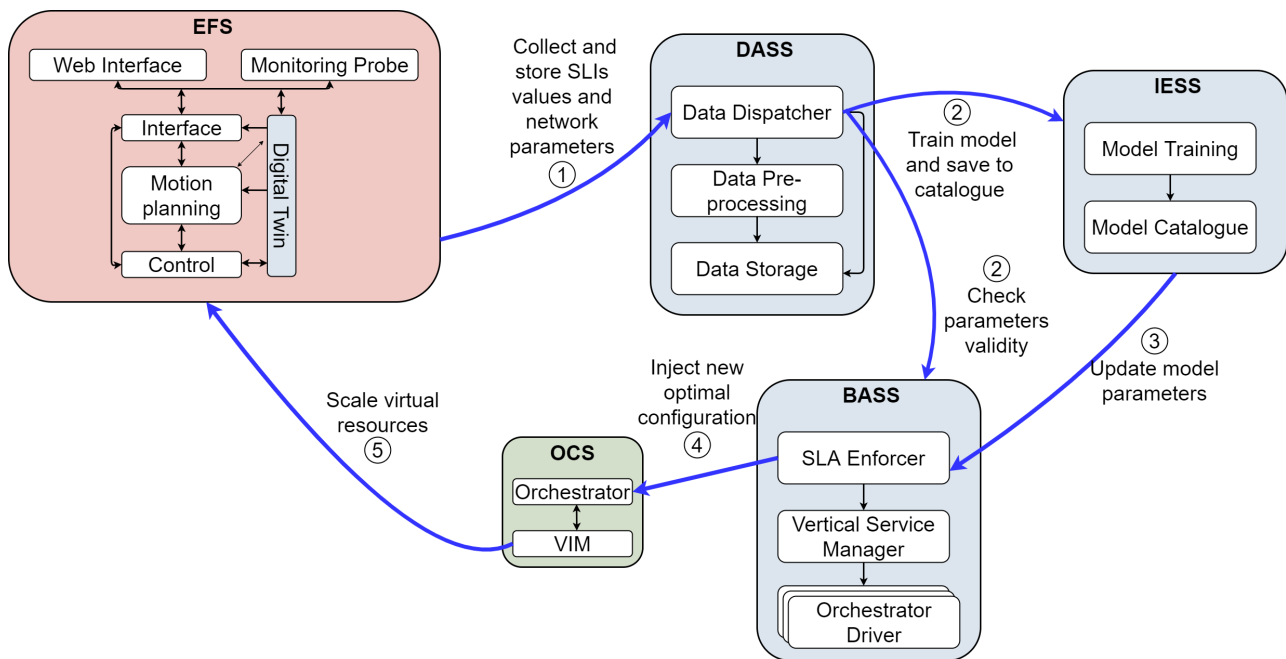 EFS
Web Interface
Monitoring Probe
Interface
Motion
planning
Control
Digital Twin
Collect and
store SLIs
values and
network
parameters
1
DASS
Data Dispatcher
Data Pre-
processing
Data Storage
2
Train model
and save to
catalogue
IESS
Model Training
Model Catalogue
2
Check
parameters
validity
3
Update model
parameters
BASS
SLA Enforcer
Vertical Service
Manager
Orchestrator
Driver
Inject new
optimal
configuration
4
OCS
Orchestrator
VIM
Scale virtual
resources
5